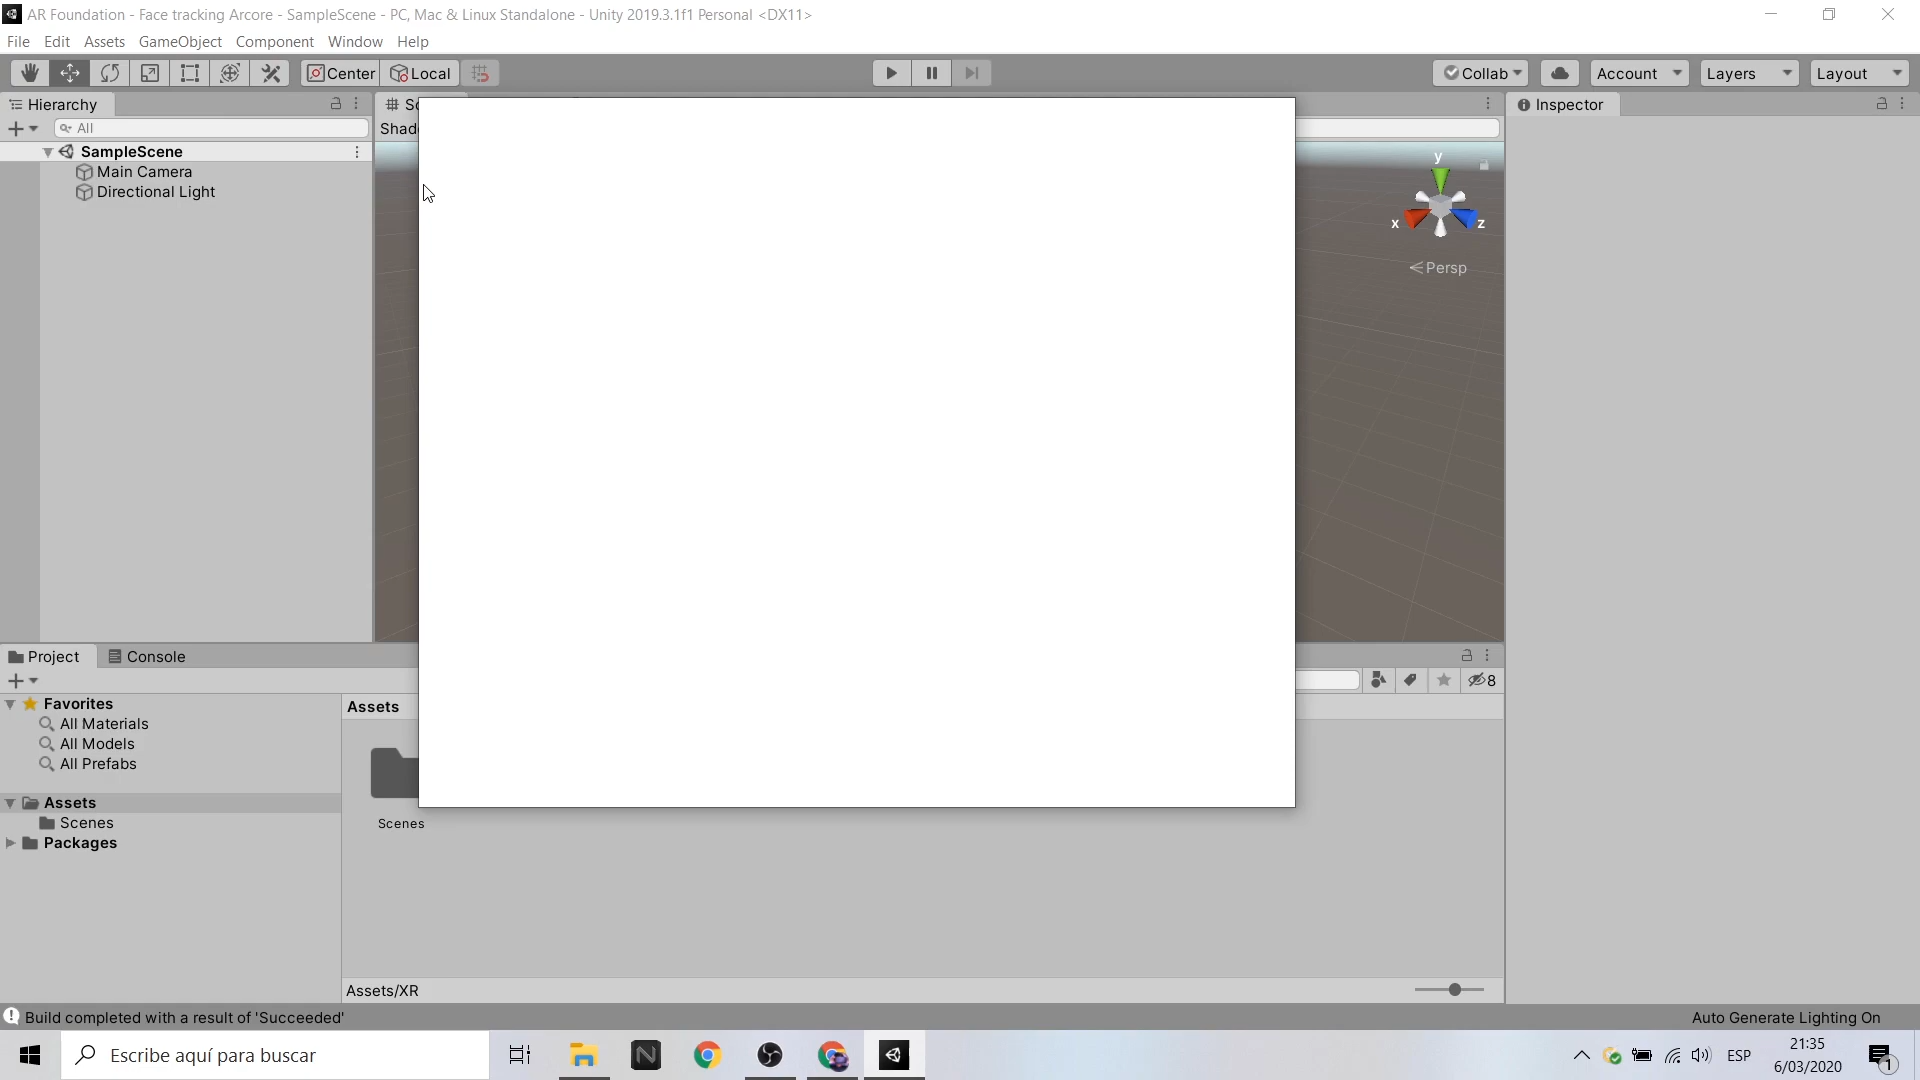 AR Foundation - Face tracking Arcore - SampleScene - PC, Mac & Linux Standalone - Unity 2019.3.1f1 Personal <DX11>
File Edit Assets GameObject Component Window Help
Center Local Collab Account Layers Layout
Hierarchy
All
Shad
SampleScene
Main Camera
Directional Light
y
x z
Persp
Inspector
Project Console
8
Favorites
All Materials
All Models
All Prefabs
Assets
Scenes
Packages
Assets
Scenes
Assets/XR
Build completed with a result of 'Succeeded'
Auto Generate Lighting On
Escribe aquí para buscar
ESP
21:35
6/03/2020
1